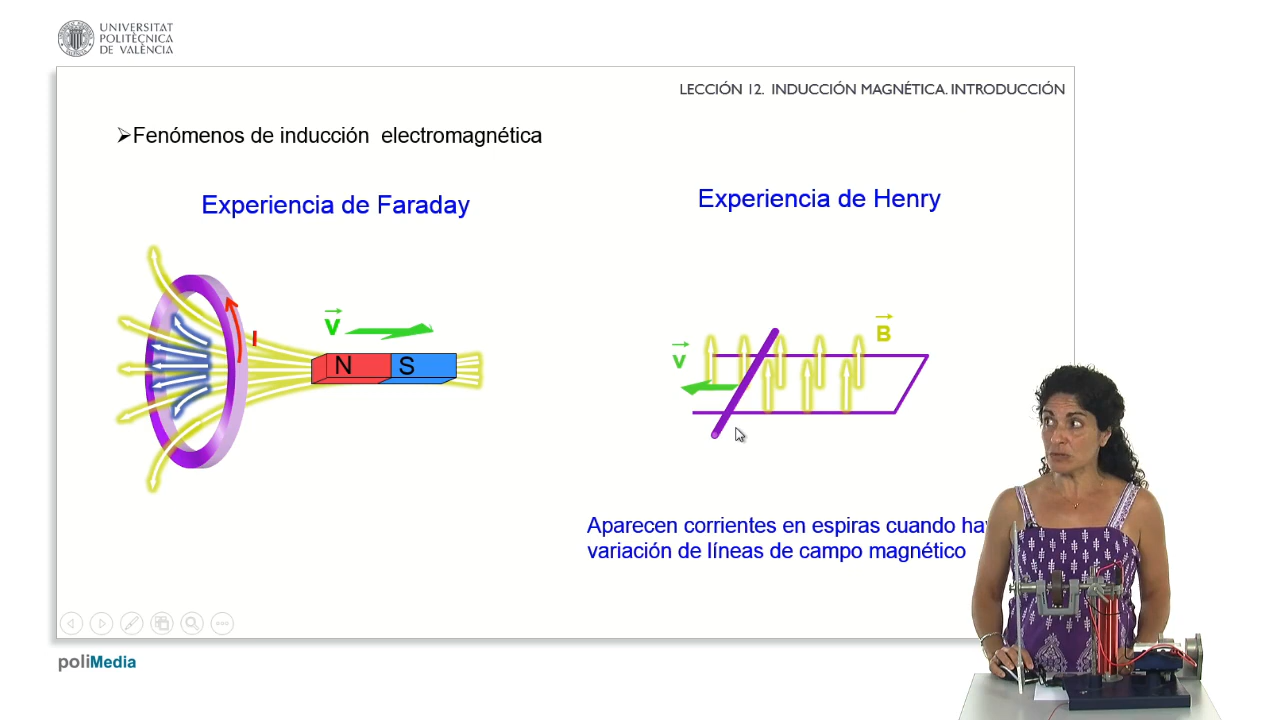 UNIVERSITAT
POLITÈCNICA
DE VALÈNCIA
LECCIÓN 12. INDUCCIÓN MAGNÉTICA. INTRODUCCIÓN
➢Fenómenos de inducción electromagnética
Experiencia de Faraday
Experiencia de Henry
I
v
N
S
v
B
Aparecen corrientes en espiras cuando hay
variación de líneas de campo magnético
poliMedia